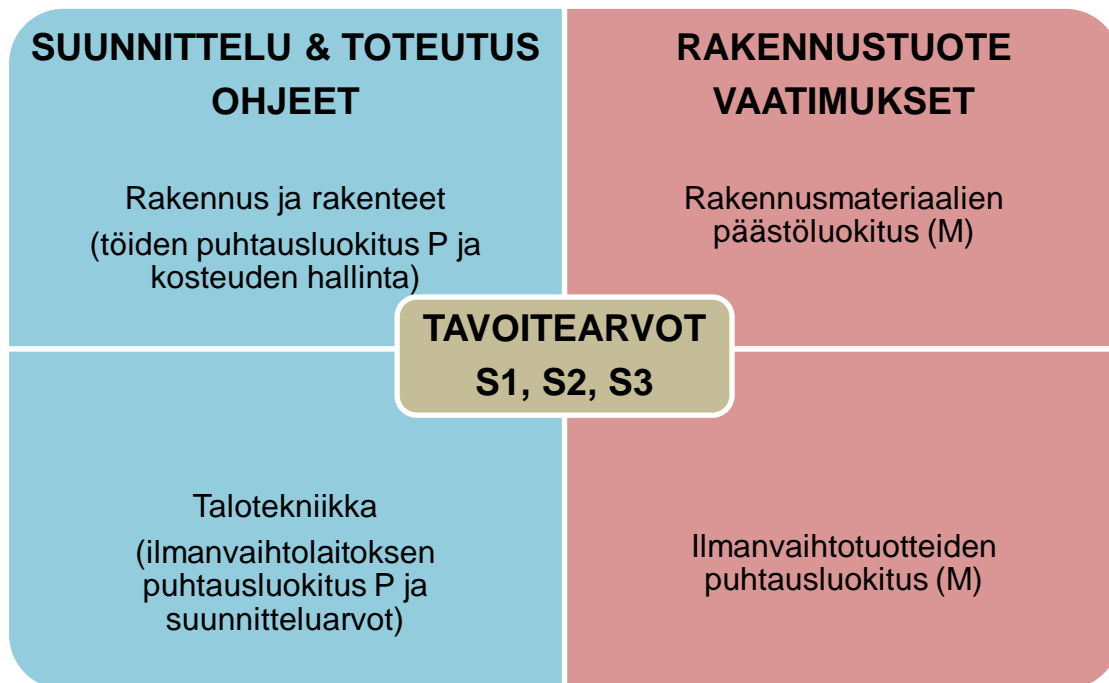 SUUNNITTELU & TOTEUTUS
OHJEET
Rakennus ja rakenteet
(töiden puhtausluokitus P ja
kosteuden hallinta)
RAKENNUSTUOTE
VAATIMUKSET
Rakennusmateriaalien
päästöluokitus (M)
TAVOITEARVOT
S1, S2, S3
Talotekniikka
(ilmanvaihtolaitoksen
puhtausluokitus P ja
suunnitteluarvot)
Ilmanvaihtotuotteiden
puhtausluokitus (M)